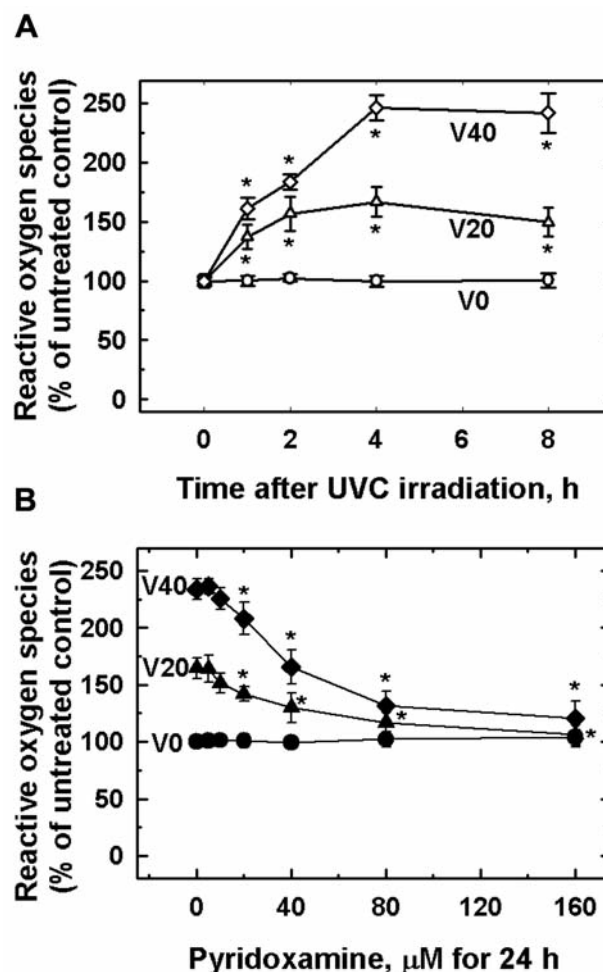 A
Reactive oxygen species
(% of untreated control)
250
200
150
100
50
0
*
*
*
*
V40
*
*
*
*
V20
V0
0
2
4
6
8
Time after UVC irradiation, h
B
Reactive oxygen species
(% of untreated control)
250
200
150
100
50
0
V40
*
*
*
*
V20
*
*
*
*
V0
0
40
80
120
160
Pyridoxamine, μM for 24 h